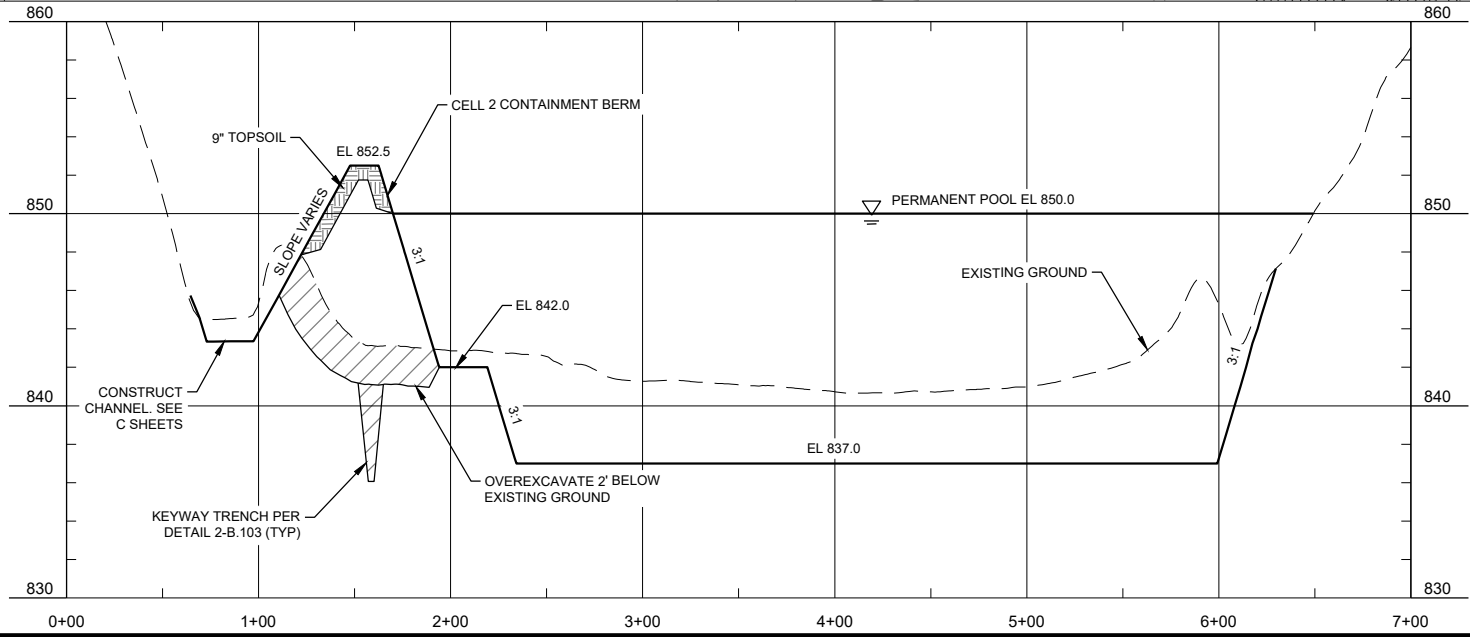 860
860
CELL 2 CONTAINMENT BERM
9" TOPSOIL
EL 852.5
SLOPE VARIES
850
PERMANENT POOL EL 850.0
850
3:1
EXISTING GROUND
EL 842.0
3:1
CONSTRUCT
CHANNEL. SEE
C SHEETS
840
3:1
840
EL 837.0
OVEREXCAVATE 2' BELOW
EXISTING GROUND
KEYWAY TRENCH PER
DETAIL 2-B.103 (TYP)
830
830
0+00 1+00 2+00 3+00 4+00 5+00 6+00 7+00